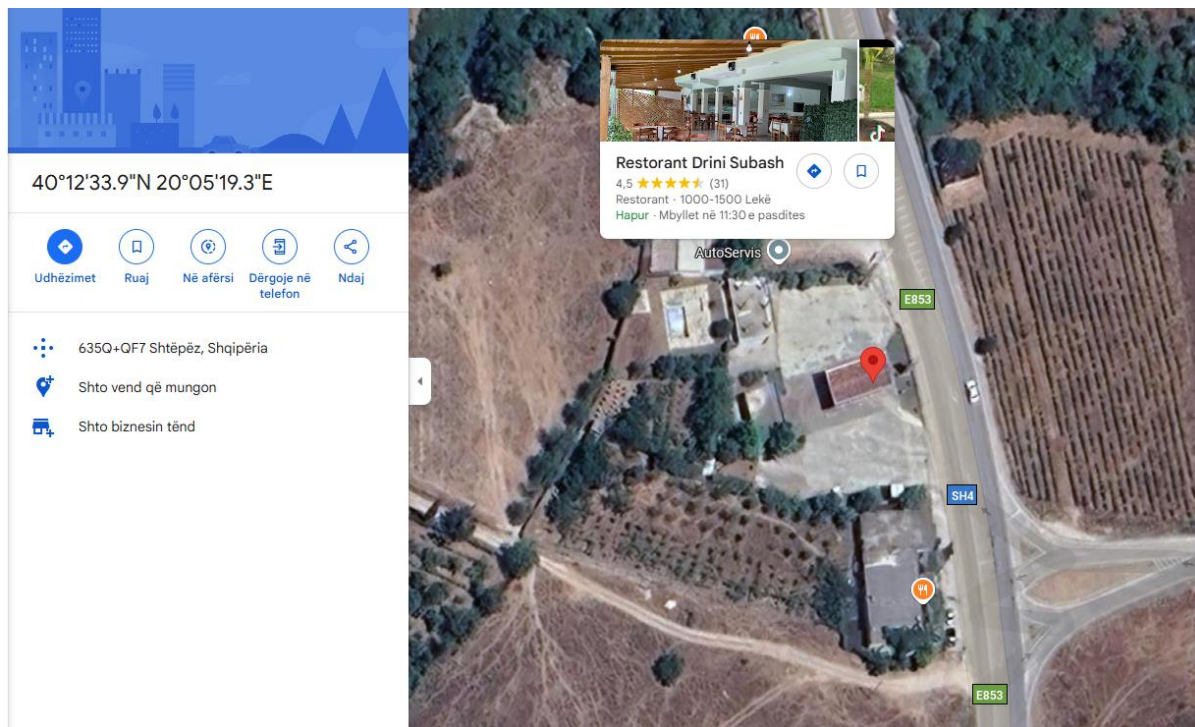 40°12'33.9"N 20°05'19.3"E
Udhëzimet
Ruaj
Në afërsi
Dërgoje në
telefon
Ndaj
635Q+QF7 Shtëpëz, Shqipëria
Shto vend që mungon
Shto biznesin tënd
Restorant Drini Subash
4,5 (31)
Restorant · 1000-1500 Lekë
Hapur · Mbyllet në 11:30 e pasdites
AutoServis
E853
SH4
E853